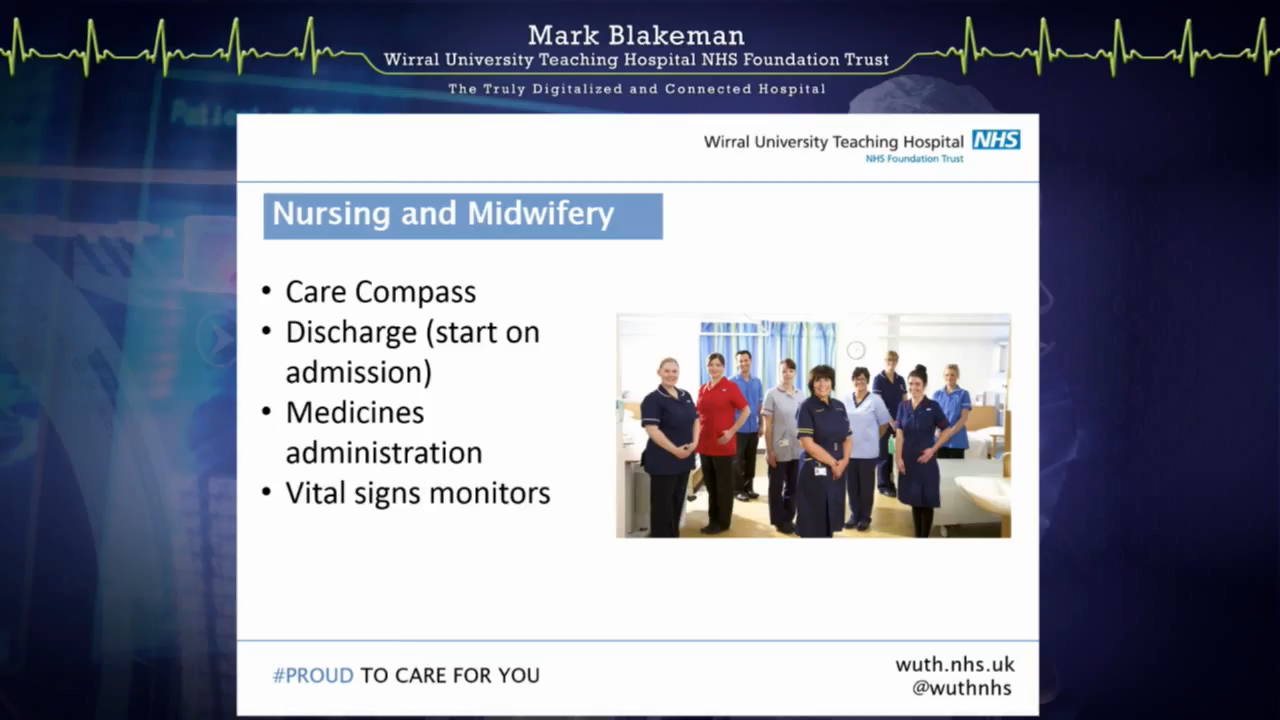 Mark Blakeman
Wirral University Teaching Hospital NHS Foundation Trust
The Truly Digitalized and Connected Hospital
Wirral University Teaching Hospital NHS
NHS Foundation Trust
Nursing and Midwifery
• Care Compass
• Discharge (start on
admission)
• Medicines
administration
• Vital signs monitors
#PROUD TO CARE FOR YOU
wuth.nhs.uk
@wuthnhs